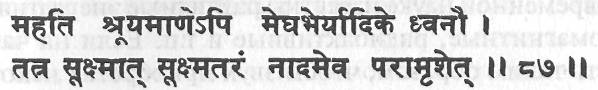 महति श्रूयमाणेऽपि मेघभेर्यादिके ध्वनौ ।
तत्र सूक्ष्मात् सूक्ष्मतरं नादमेव परामृशेत् ।। ८७ ।।